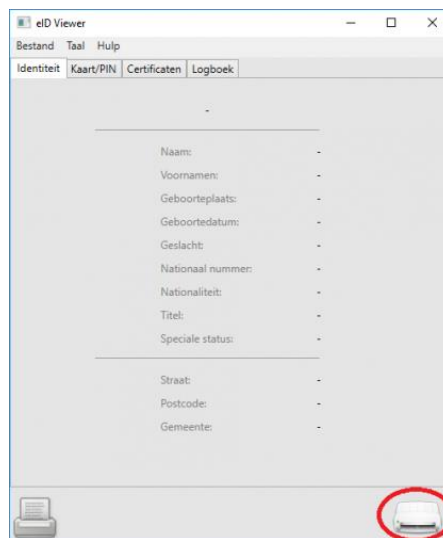 eID Viewer
Bestand Taal Hulp
Identiteit Kaart/PIN Certificaten Logboek
-
Naam: -
Voornamen: -
Geboorteplaats: -
Geboortedatum: -
Geslacht: -
Nationaal nummer: -
Nationaliteit: -
Titel: -
Speciale status: -
Straat: -
Postcode: -
Gemeente: -